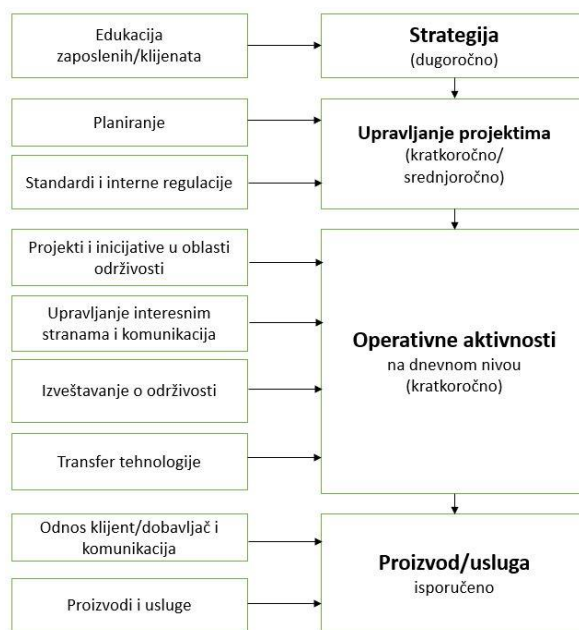 Edukacija
zaposlenih/klijenata
Strategija
(dugoročno)
Planiranje
Standardi i interne regulacije
Upravljanje projektima
(kratkoročno/
srednjoročno)
Projekti i inicijative u oblasti
održivosti
Upravljanje interesnim
stranama i komunikacija
Izveštavanje o održivosti
Transfer tehnologije
Operativne aktivnosti
na dnevnom nivou
(kratkoročno)
Odnos klijent/dobavljač i
komunikacija
Proizvodi i usluge
Proizvod/usluga
isporučeno